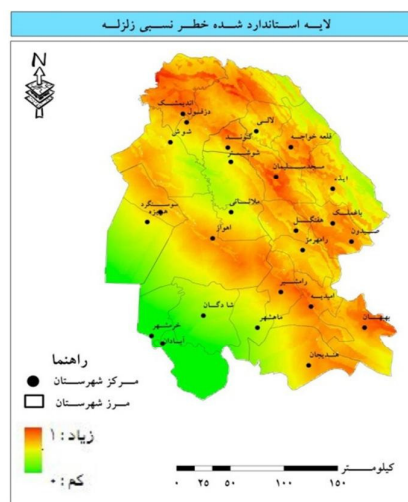 لایه استاندارد شده خطر نسبی زلزله
N
اندیمشک
دزفول
شوش
لالی
گتوند
قلعه خواجه
شوشتر
مسجدسلیمان
ایذه
سوسنگرد
هویزه
ملاثانی
اهواز
هفتگل
باغملک
صیدون
رامهرمز
رامشیر
امیدیه
بهبهان
شادگان
ماهشهر
خرمشهر
آبادان
هندیجان
راهنما
مرکز شهرستان
مرز شهرستان
زیاد: ۱
کم: ۰
کیلومتر
۰ ۲۵ ۵۰ ۱۰۰ ۱۵۰